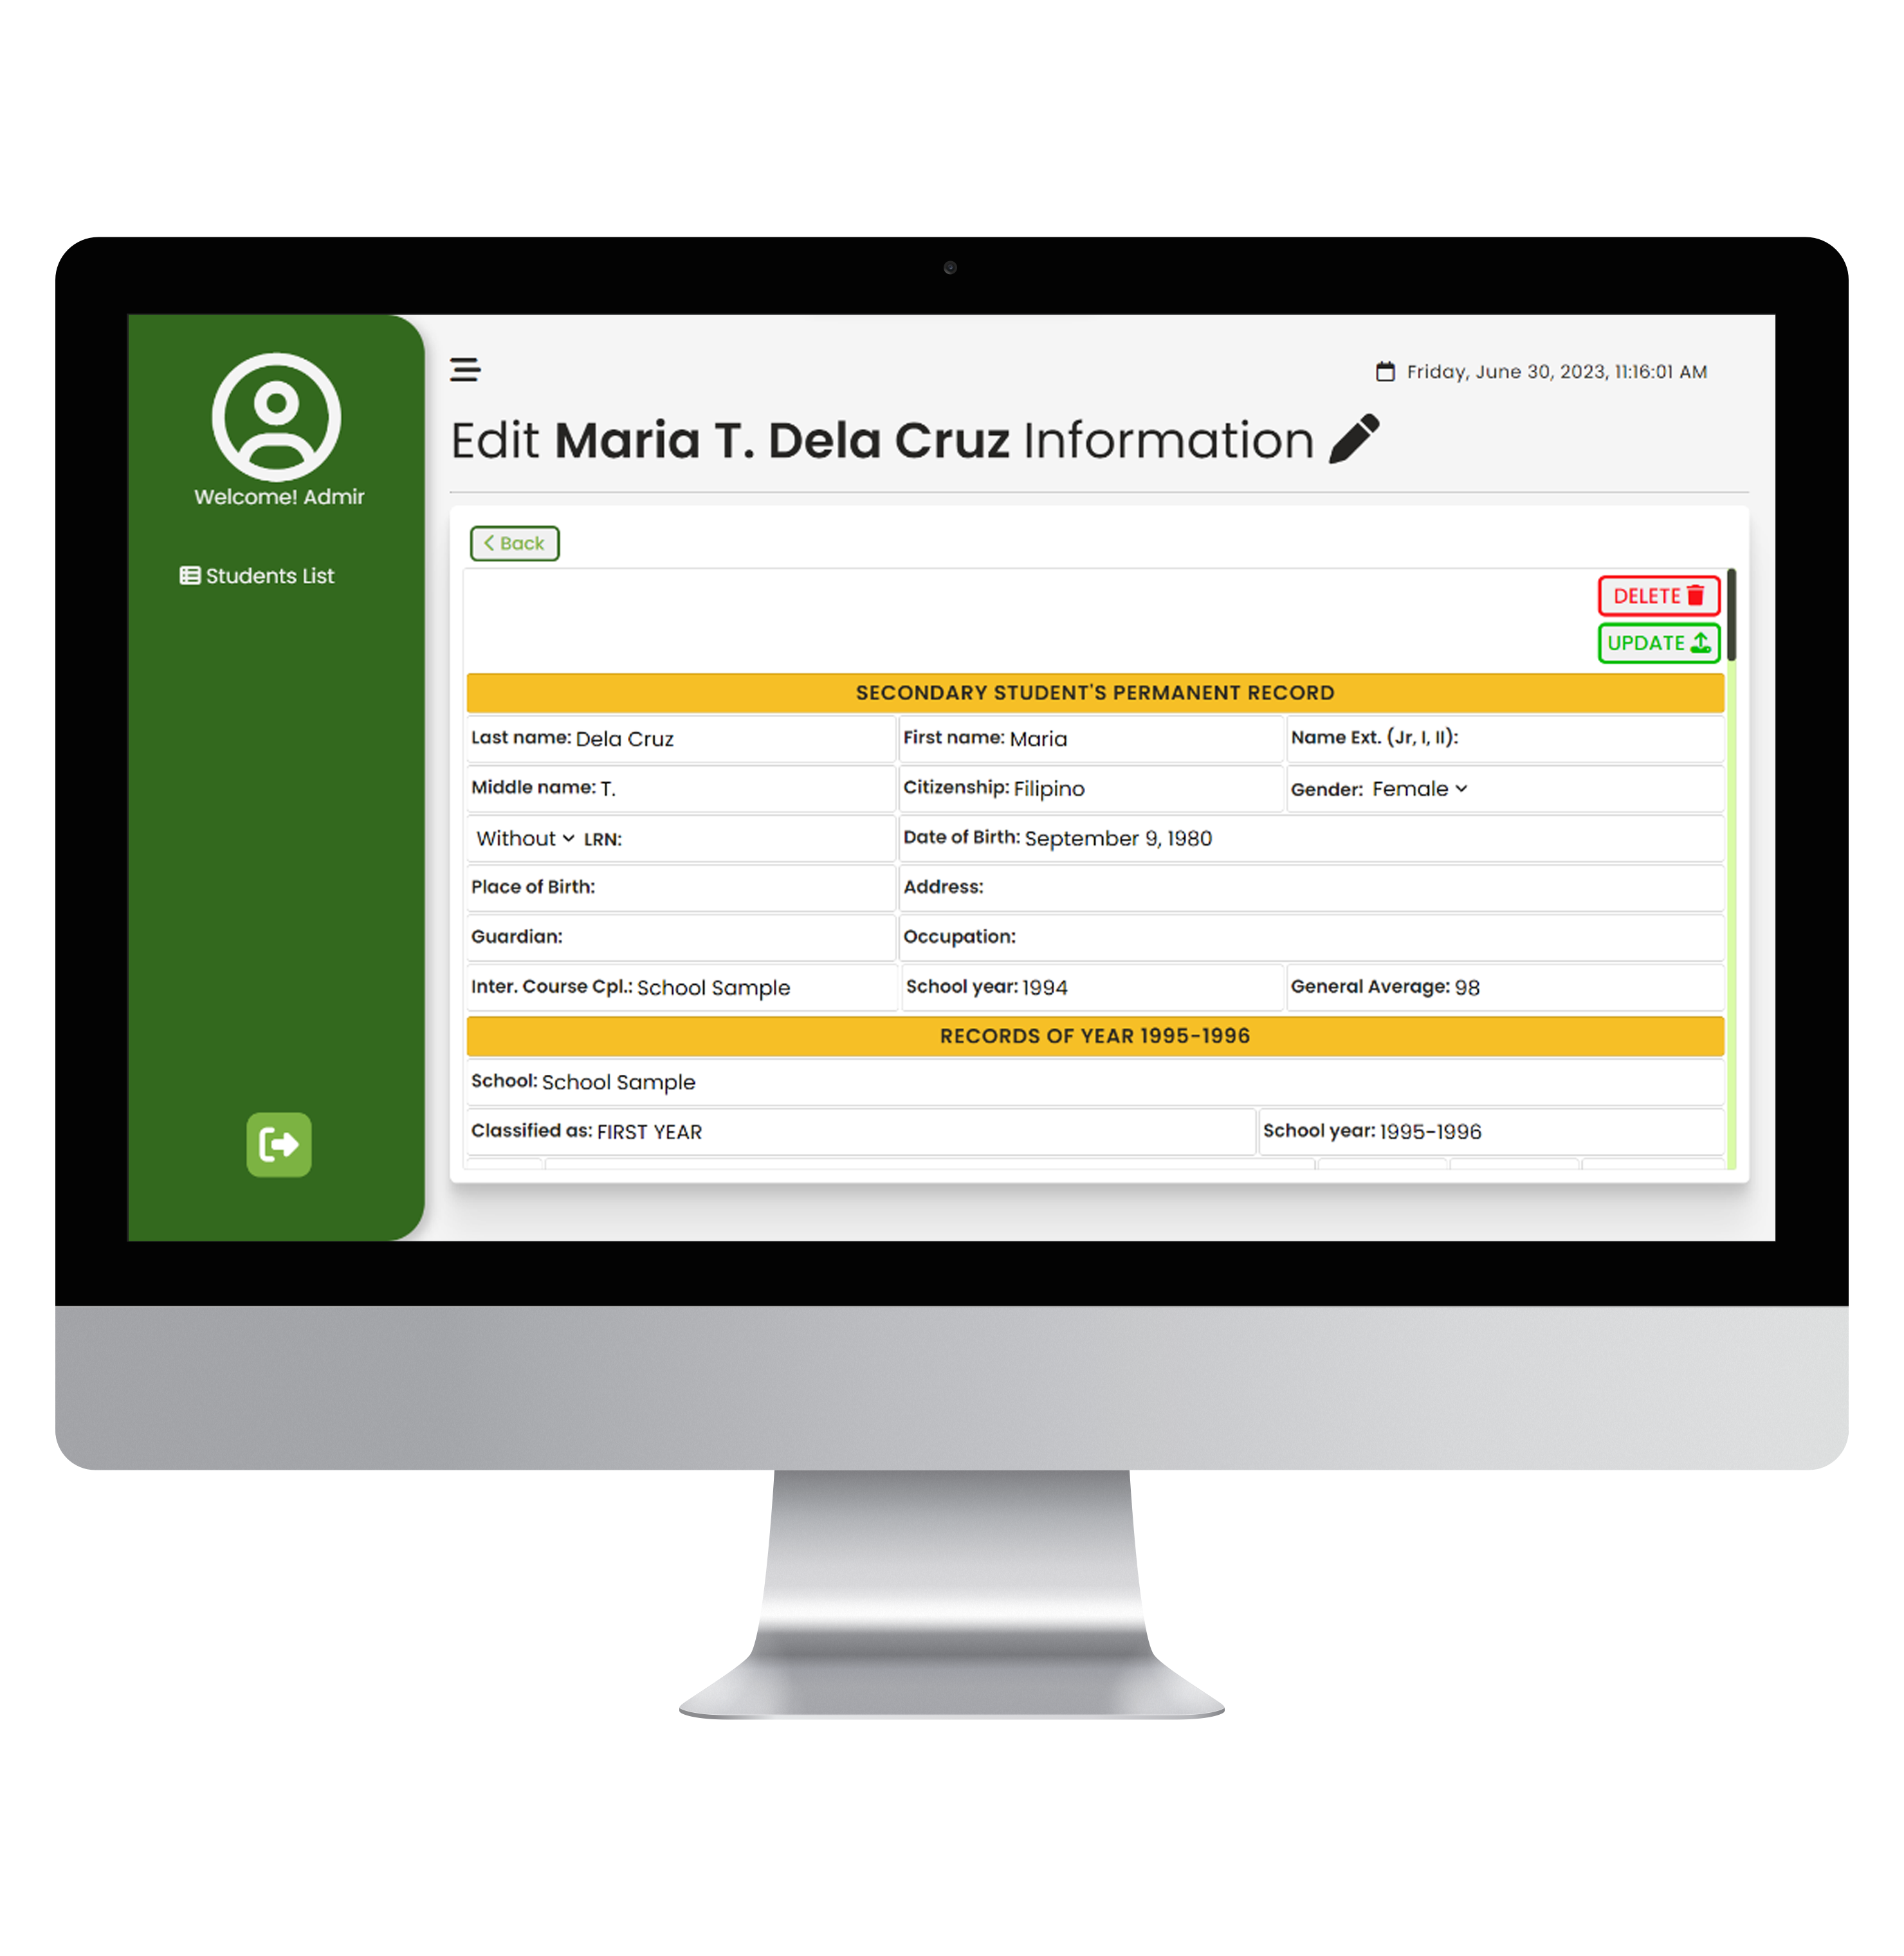 Welcome! Admir
Students List
Friday, June 30, 2023, 11:16:01 AM
Edit Maria T. Dela Cruz Information
Back
DELETE
UPDATE
SECONDARY STUDENT'S PERMANENT RECORD
Last name: Dela Cruz First name: Maria Name Ext. (Jr, I, II):
Middle name: T. Citizenship: Filipino Gender: Female
Without LRN: Date of Birth: September 9, 1980
Place of Birth: Address:
Guardian: Occupation:
Inter. Course Cpl.: School Sample School year: 1994 General Average: 98
RECORDS OF YEAR 1995-1996
School: School Sample
Classified as: FIRST YEAR School year: 1995-1996